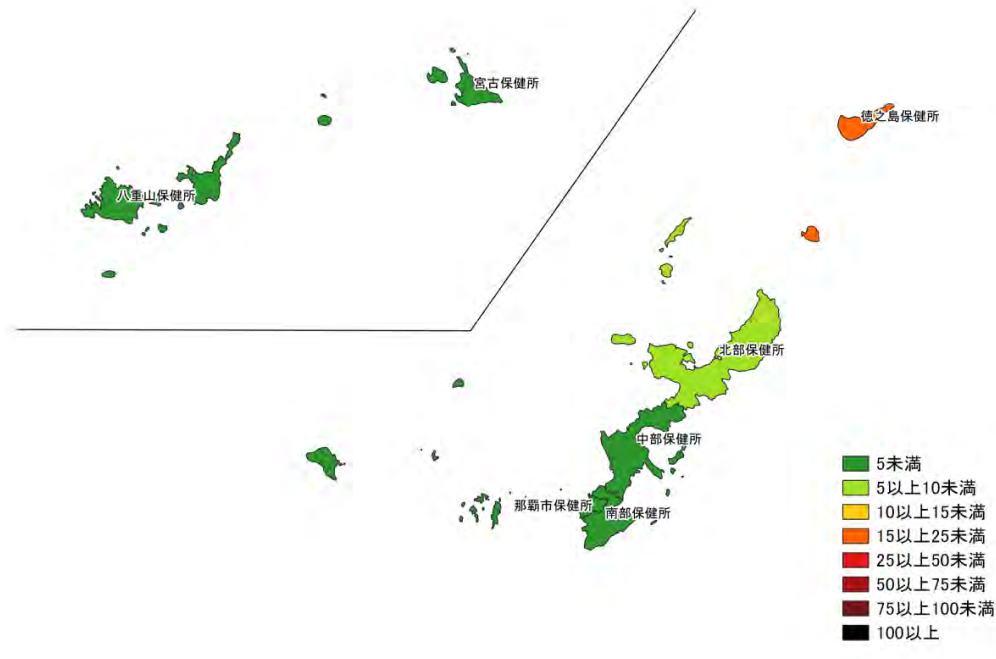 宮古保健所
徳之島保健所
八重山保健所
北部保健所
中部保健所
那覇市保健所
南部保健所
5未満
5以上10未満
10以上15未満
15以上25未満
25以上50未満
50以上75未満
75以上100未満
100以上